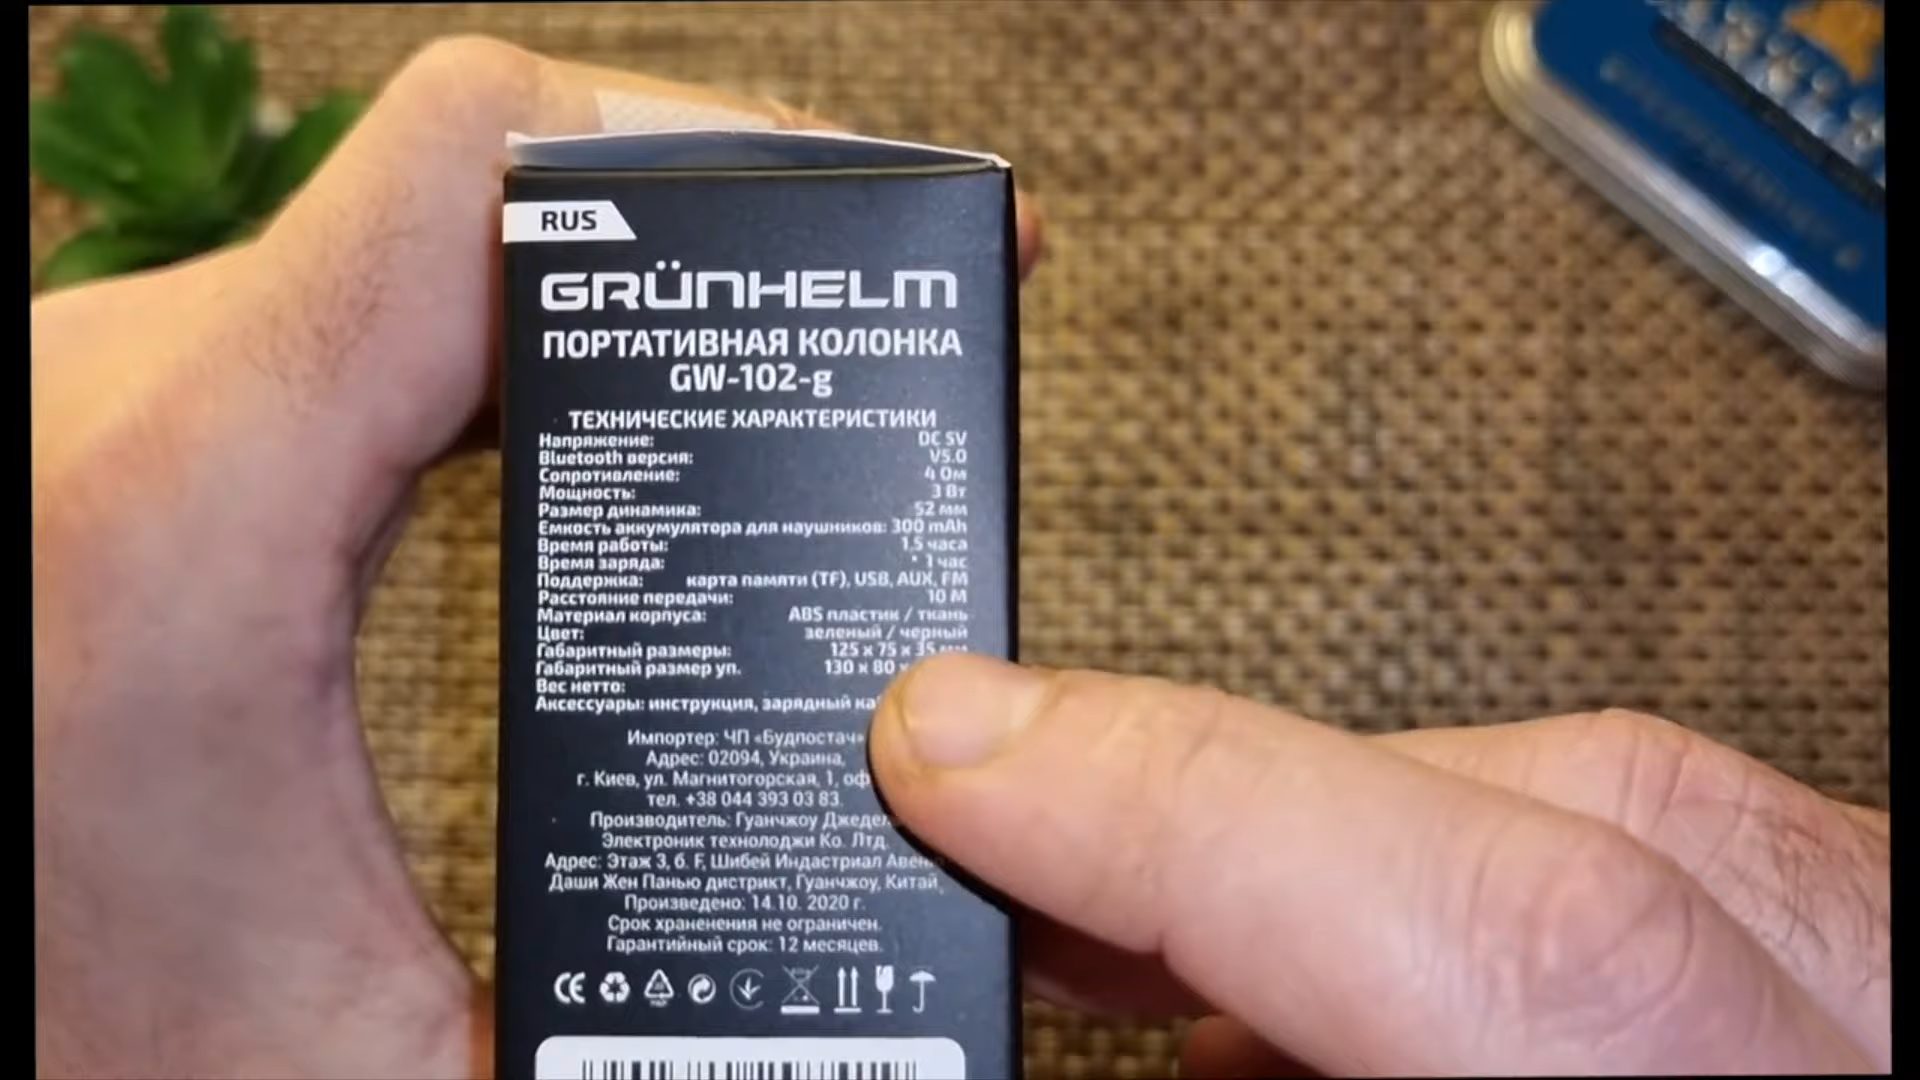 RUS
GRÜNHELM
ПОРТАТИВНАЯ КОЛОНКА
GW-102-g
ТЕХНИЧЕСКИЕ ХАРАКТЕРИСТИКИ
Напряжение: DC 5V
Bluetooth версия: V5.0
Сопротивление: 4 Ом
Мощность: 3 Вт
Размер динамика: 52 мм
Емкость аккумулятора для наушников: 300 mAh
Время работы: 1,5 часа
Время заряда: 1 час
Поддержка: карта памяти (TF), USB, AUX, FM
Расстояние передачи: 10 М
Материал корпуса: ABS пластик / ткань
Цвет: зеленый / черный
Габаритный размеры: 125 x 75 x 35 мм
Габаритный размер уп. 130 x 80 x
Вес нетто:
Аксессуары: инструкция, зарядный
Импортер: ЧП «Будпостач»
Адрес: 02094, Украина,
г. Киев, ул. Магнитогорская, 1,
тел. +38 044 393 03 83.
Производитель: Гуанчжоу
Электроник технолоджи Ко. Лтд.
Адрес: Этаж 3, б. F, Шибей Индастриал
Даши Жен Панью дистрикт, Гуанчжоу, Китай,
Произведено: 14.10. 2020 г.
Срок храненения не ограничен.
Гарантийный срок: 12 месяцев.
CE